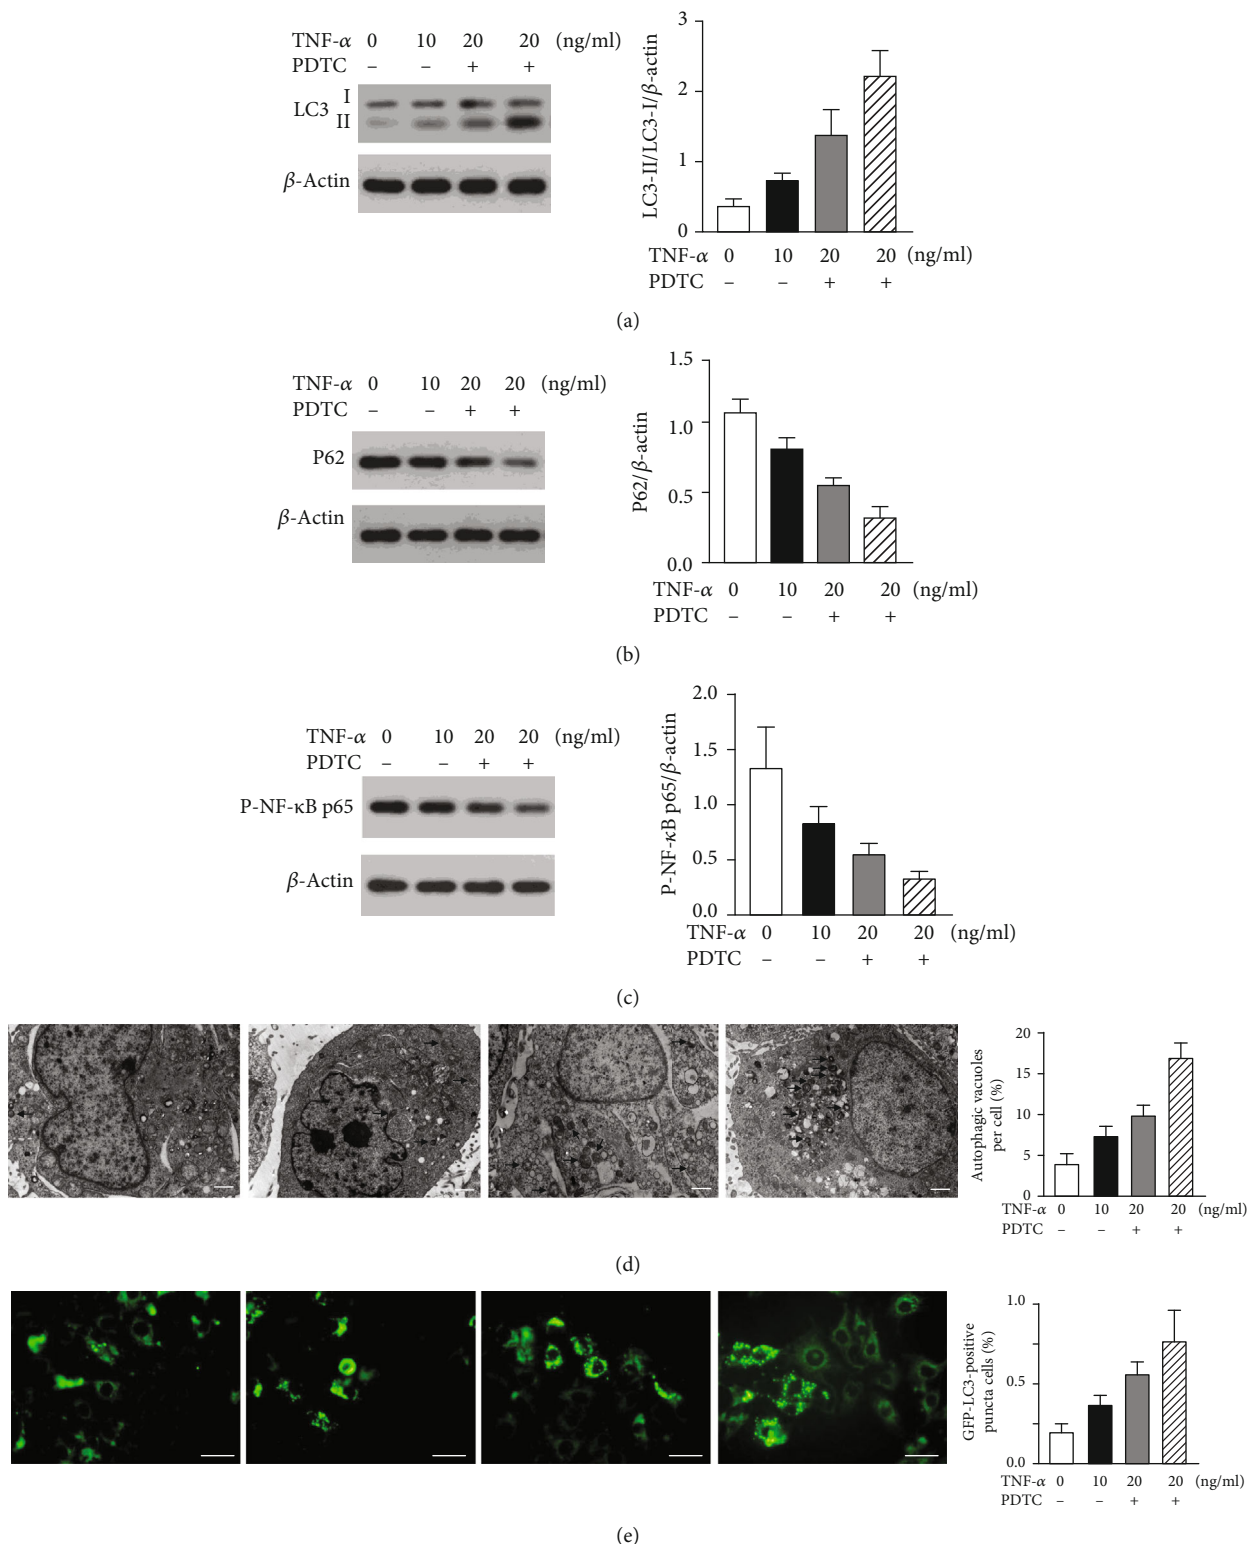 TNF-α 0 10 20 20 (ng/ml)
PDTC – – + +
LC3 I
II
β-Actin
LC3-II/LC3-I/β-actin
3
2
1
0
TNF-α 0 10 20 20 (ng/ml)
PDTC – – + +
(a)
TNF-α 0 10 20 20 (ng/ml)
PDTC – – + +
P62
β-Actin
P62/β-actin
1.5
1.0
0.5
0.0
TNF-α 0 10 20 20 (ng/ml)
PDTC – – + +
(b)
TNF-α 0 10 20 20 (ng/ml)
PDTC – – + +
P-NF-κB p65
β-Actin
P-NF-κB p65/β-actin
2.0
1.5
1.0
0.5
0.0
TNF-α 0 10 20 20 (ng/ml)
PDTC – – + +
(c)
Autophagic vacuoles
per cell (%)
20
15
10
5
0
TNF-α 0 10 20 20 (ng/ml)
PDTC – – + +
(d)
GFP-LC3-positive
puncta cells (%)
1.0
0.5
0.0
TNF-α 0 10 20 20 (ng/ml)
PDTC – – + +
(e)